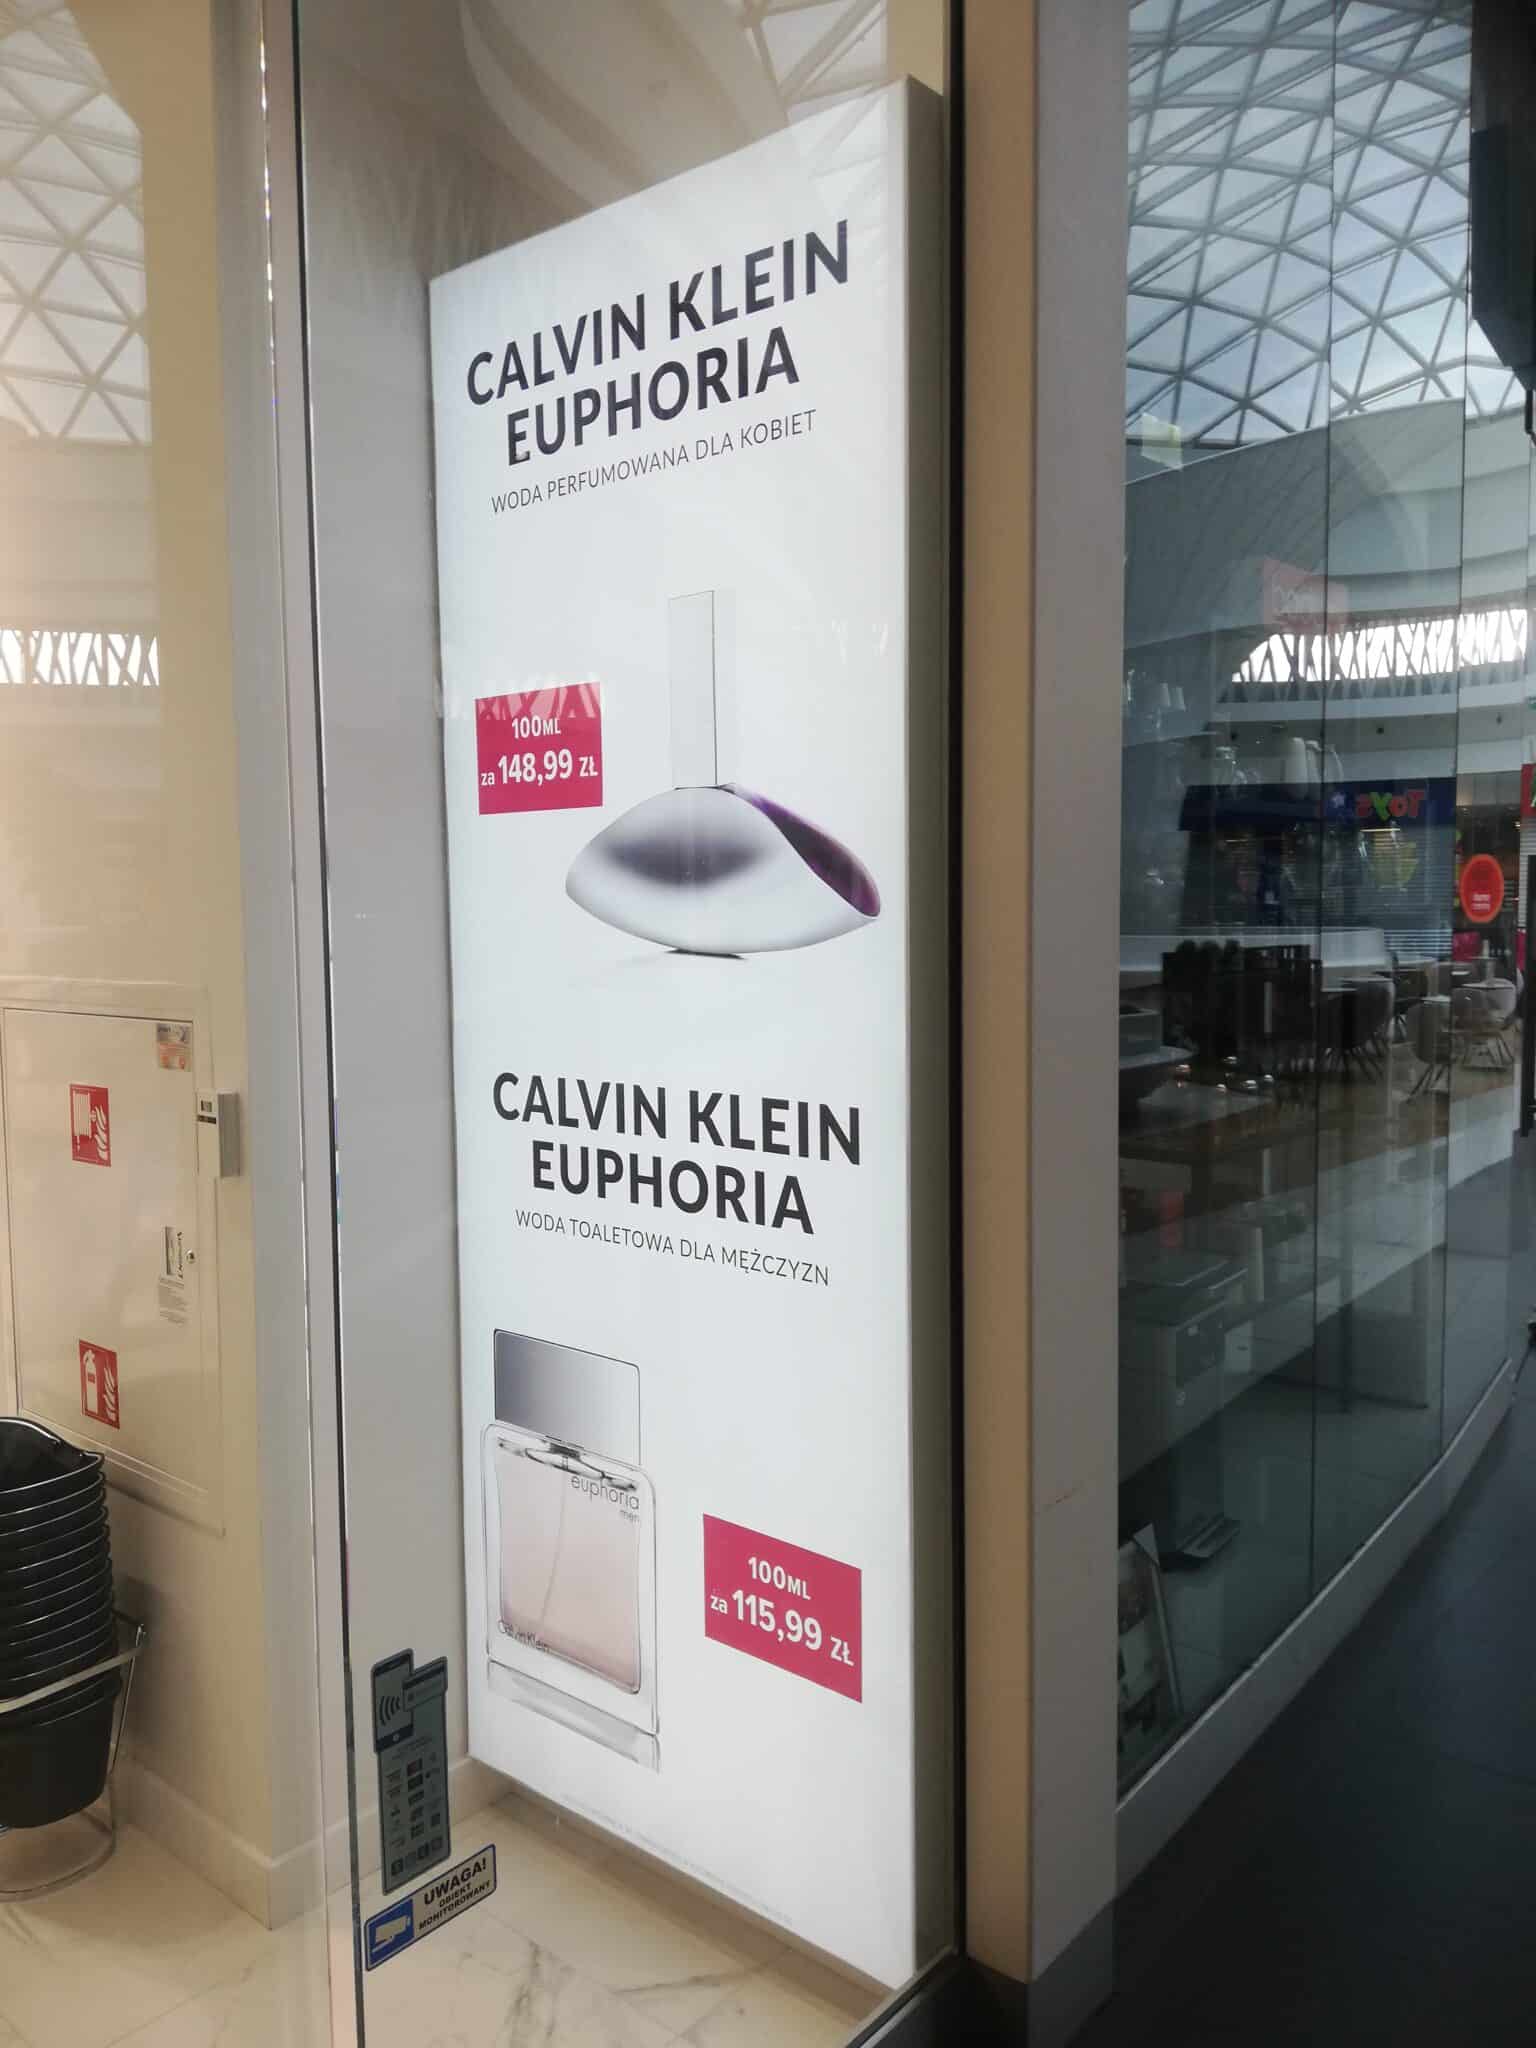 CALVIN KLEIN
EUPHORIA
WODA PERFUMOWANA DLA KOBIET
100ML
za 148,99 ZŁ
CALVIN KLEIN
EUPHORIA
WODA TOALETOWA DLA MĘŻCZYZN
euphoria
men
Calvin Klein
100ML
za 115,99 ZŁ
UWAGA!
OBIEKT
MONITOROWANY
Toys